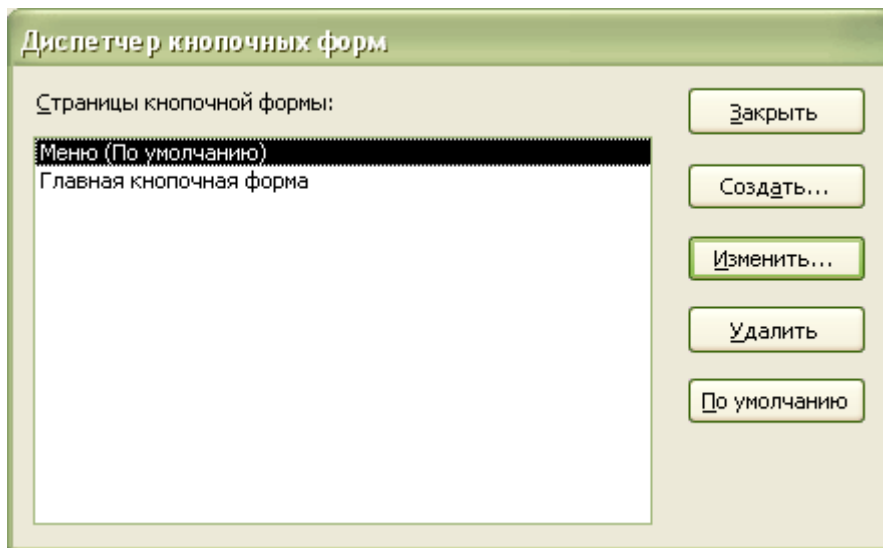 Диспетчер кнопочных форм
Страницы кнопочной формы:
Меню (По умолчанию)
Главная кнопочная форма
Закрыть
Создать...
Изменить...
Удалить
По умолчанию